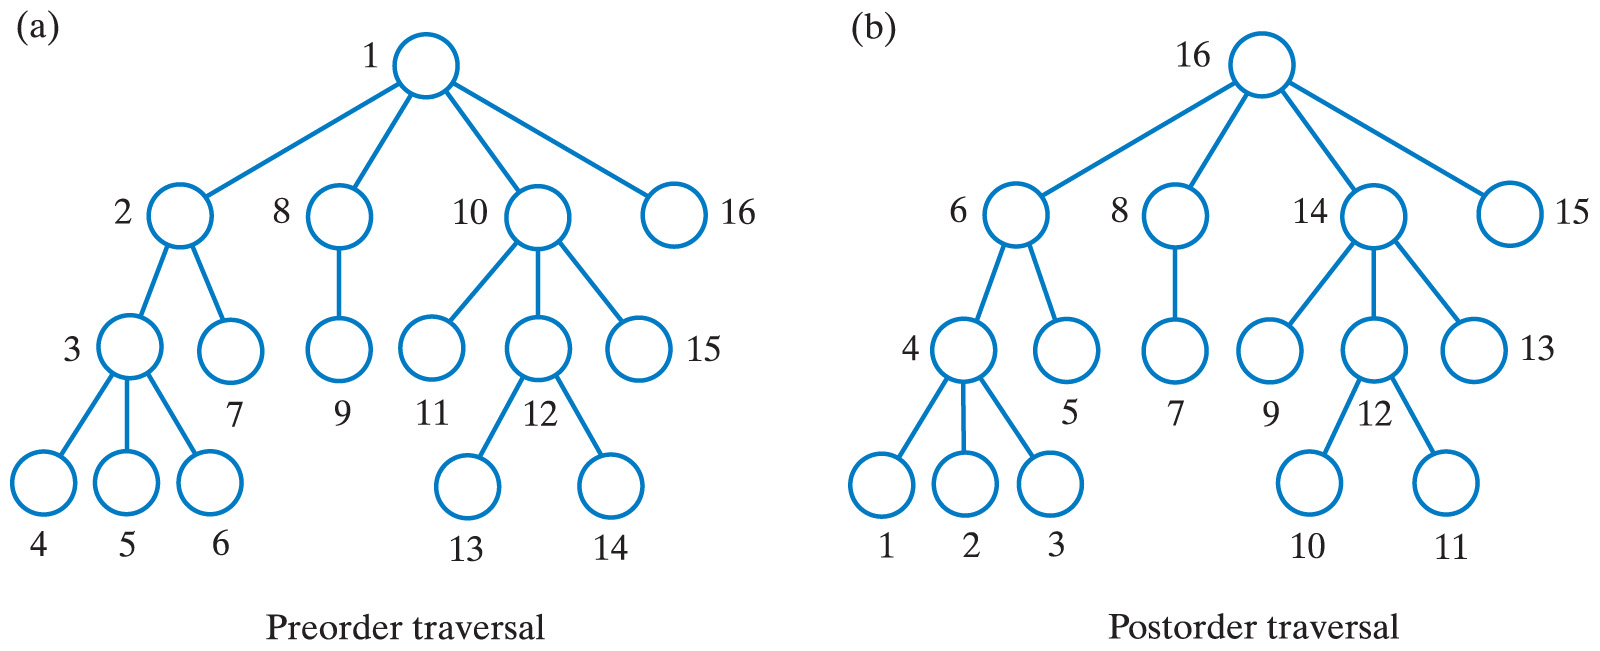 (a)
1
2 8 10 16
3 15
7 9 11 12
4 5 6 13 14
Preorder traversal
(b)
16
6 8 14 15
4 13
5 7 9 12
1 2 3 10 11
Postorder traversal